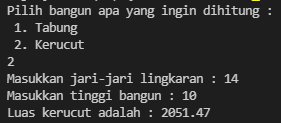 Pilih bangun apa yang ingin dihitung :
1. Tabung
2. Kerucut
2
Masukkan jari-jari lingkaran : 14
Masukkan tinggi bangun : 10
Luas kerucut adalah : 2051.47